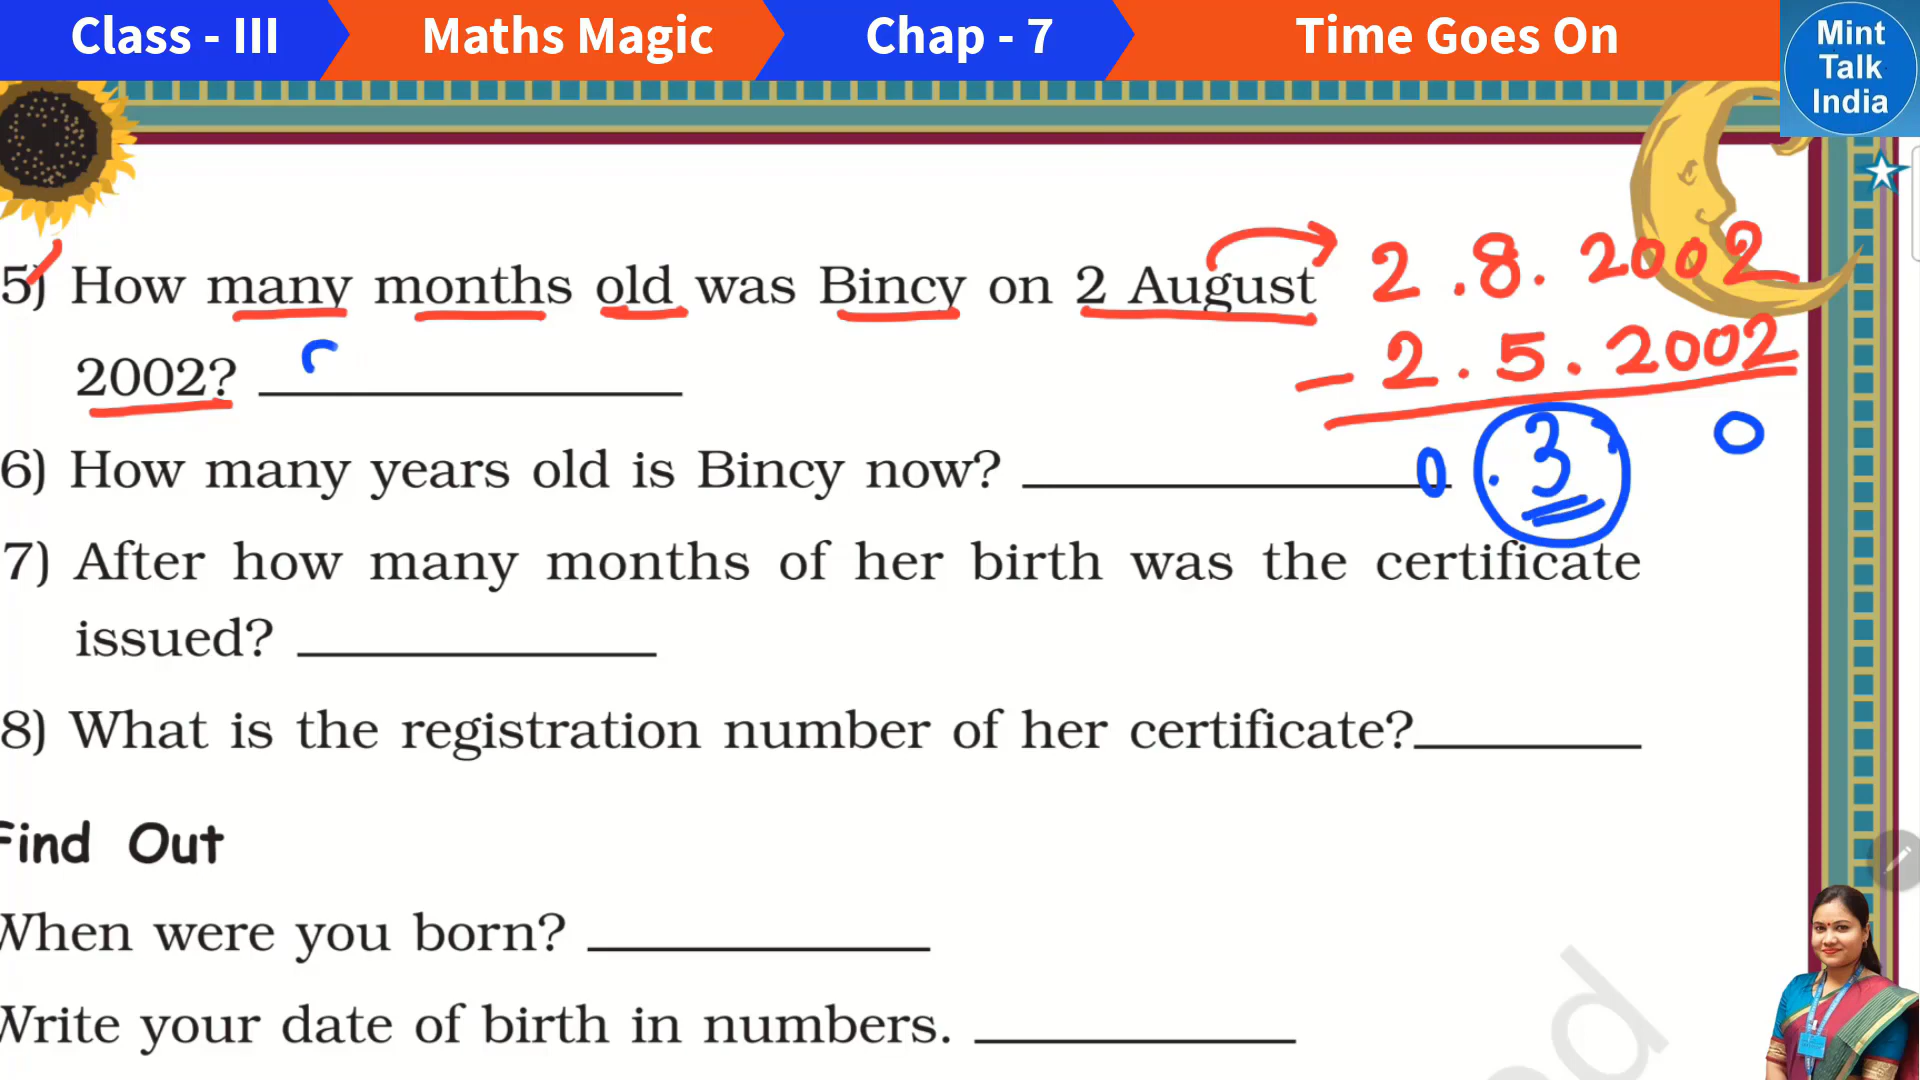 Class - III Maths Magic Chap - 7 Time Goes On
Mint
Talk
India
5) How many months old was Bincy on 2 August
2002?
2.8.2002
- 2.5.2002
0 . 3 0
6) How many years old is Bincy now?
7) After how many months of her birth was the certificate
issued?
8) What is the registration number of her certificate?
Find Out
When were you born?
Write your date of birth in numbers.
d